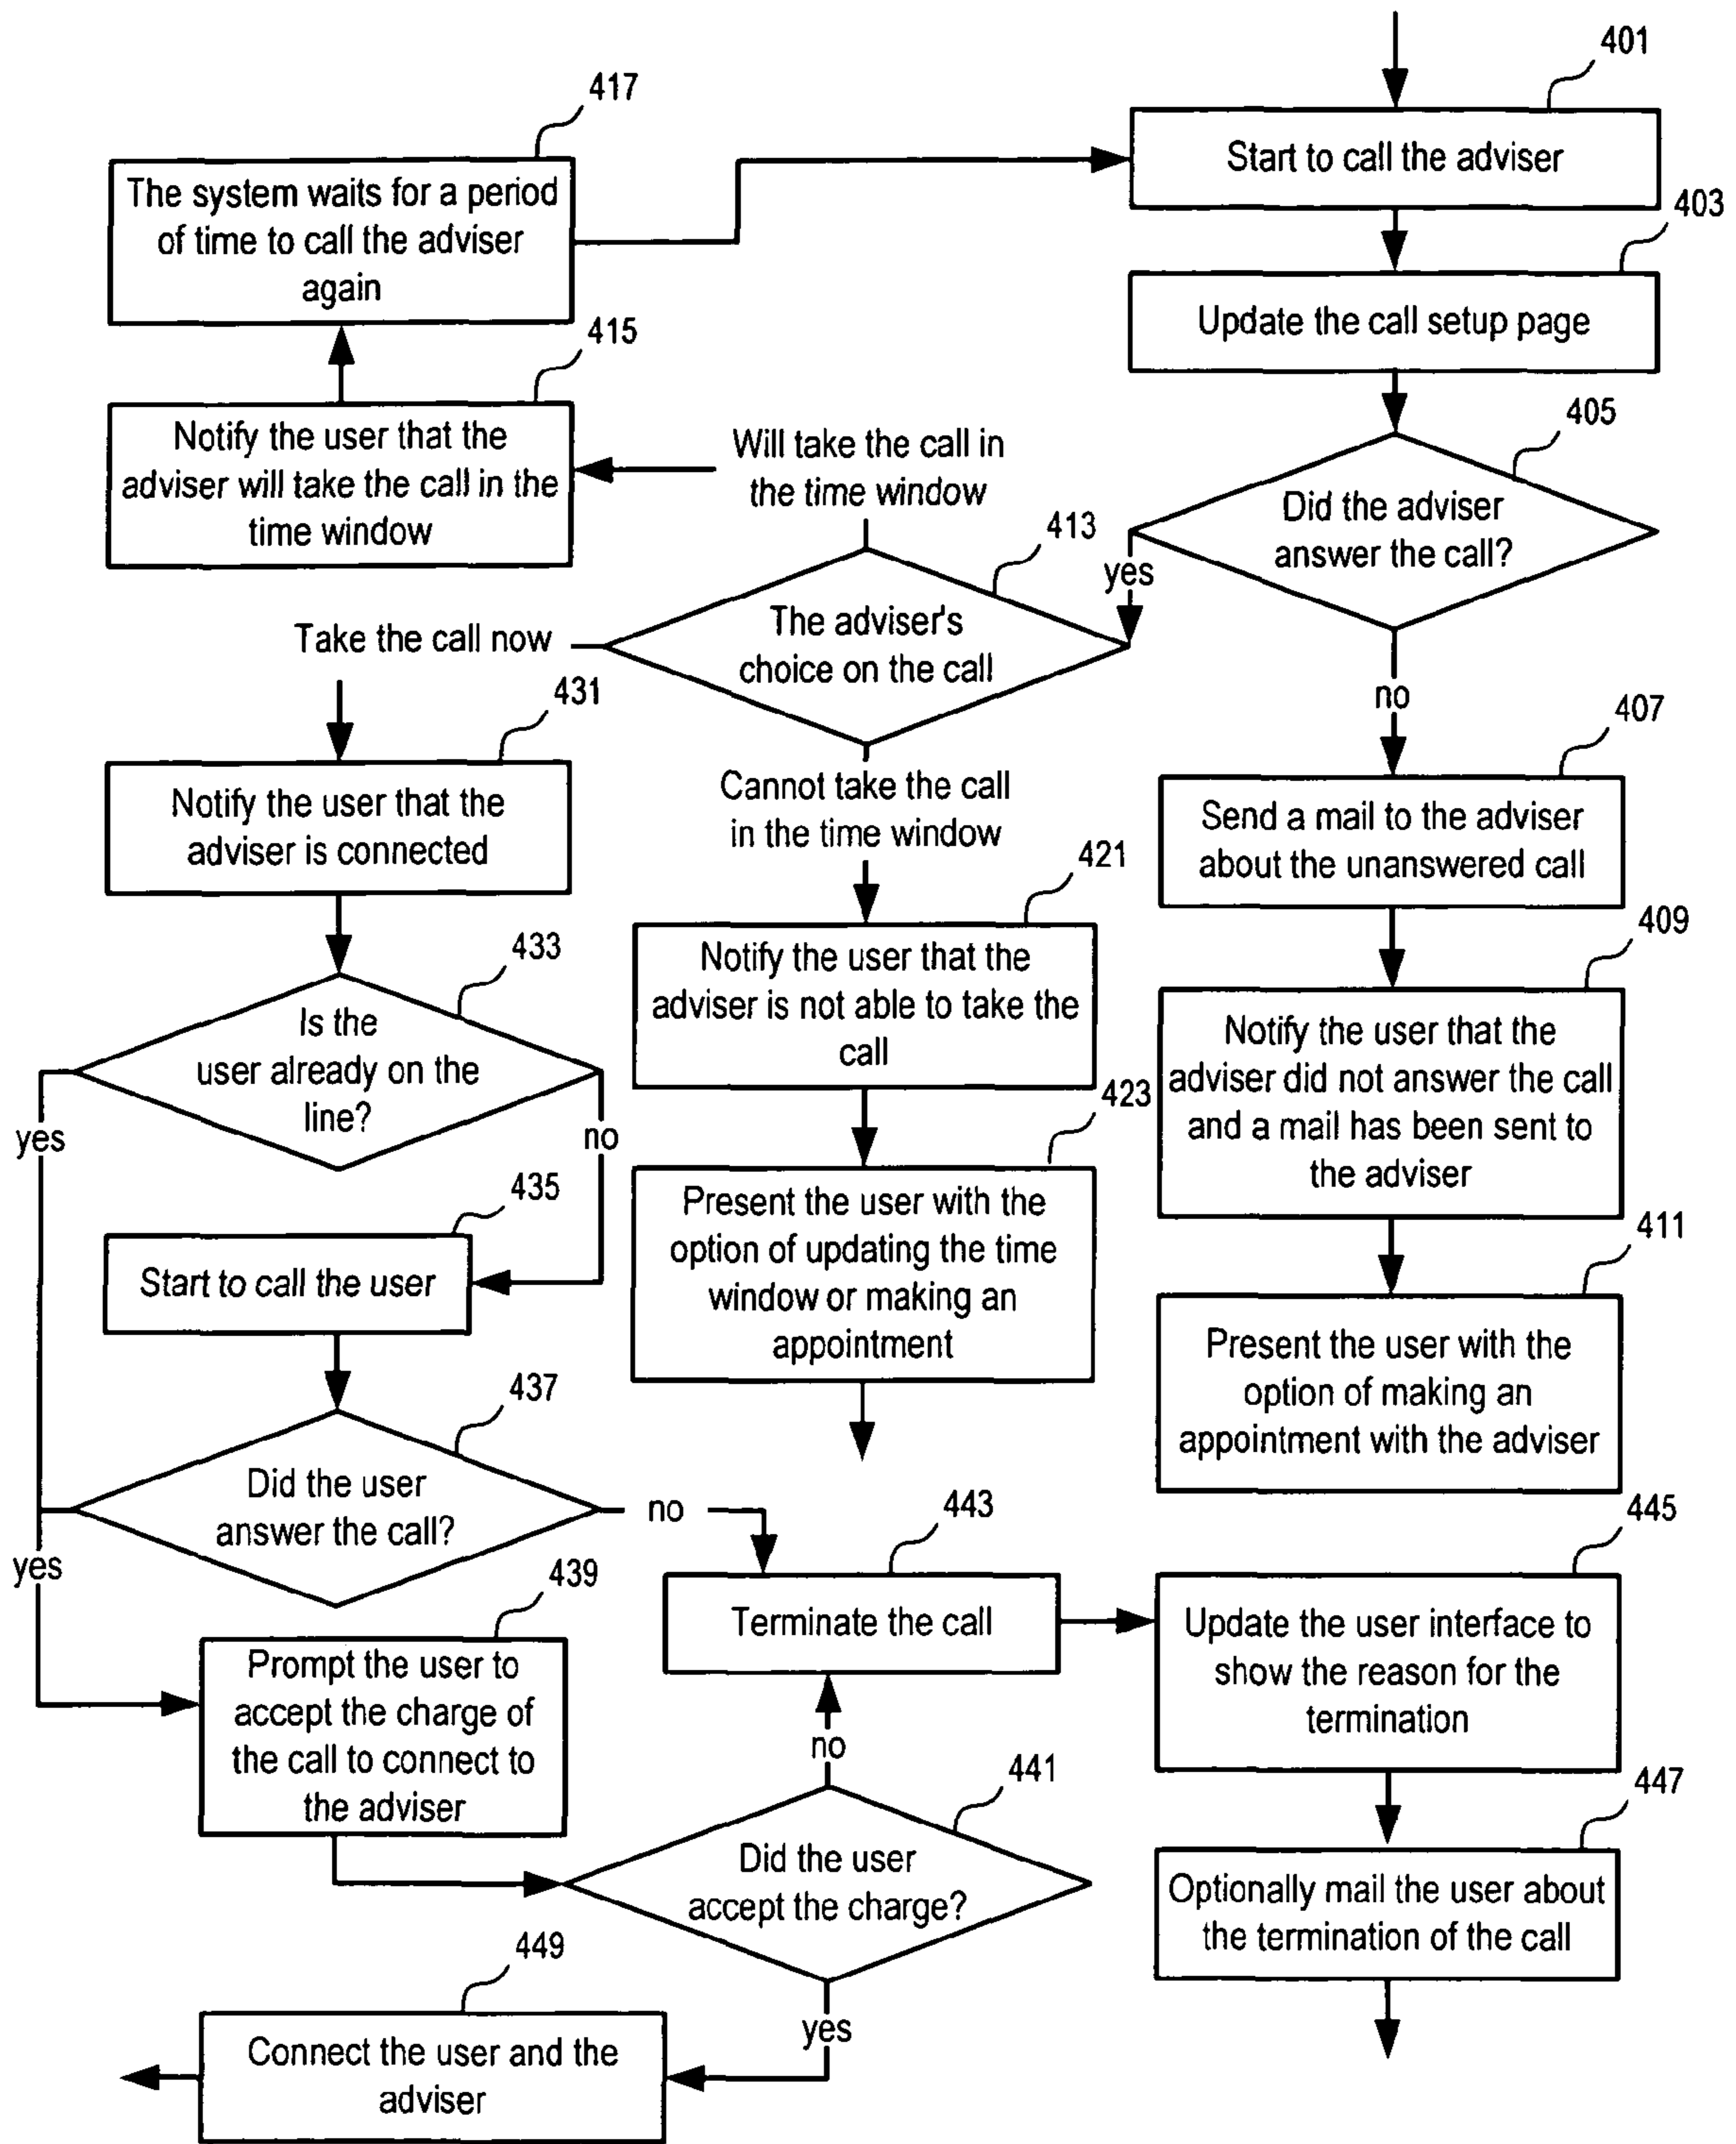 401
Start to call the adviser
403
Update the call setup page
405
Did the adviser
answer the call?
yes
no
407
Send a mail to the adviser
about the unanswered call
409
Notify the user that the
adviser did not answer the call
and a mail has been sent to
the adviser
411
Present the user with the
option of making an
appointment with the adviser
413
The adviser's
choice on the call
Will take the call in
the time window
415
Notify the user that the
adviser will take the call in the
time window
417
The system waits for a period
of time to call the adviser
again
Cannot take the call
in the time window
421
Notify the user that the
adviser is not able to take the
call
423
Present the user with the
option of updating the time
window or making an
appointment
Take the call now
431
Notify the user that the
adviser is connected
433
Is the
user already on the
line?
yes
no
435
Start to call the user
437
Did the user
answer the call?
yes
no
439
Prompt the user to
accept the charge of
the call to connect to
the adviser
441
Did the user
accept the charge?
no
yes
443
Terminate the call
445
Update the user interface to
show the reason for the
termination
447
Optionally mail the user about
the termination of the call
449
Connect the user and the
adviser